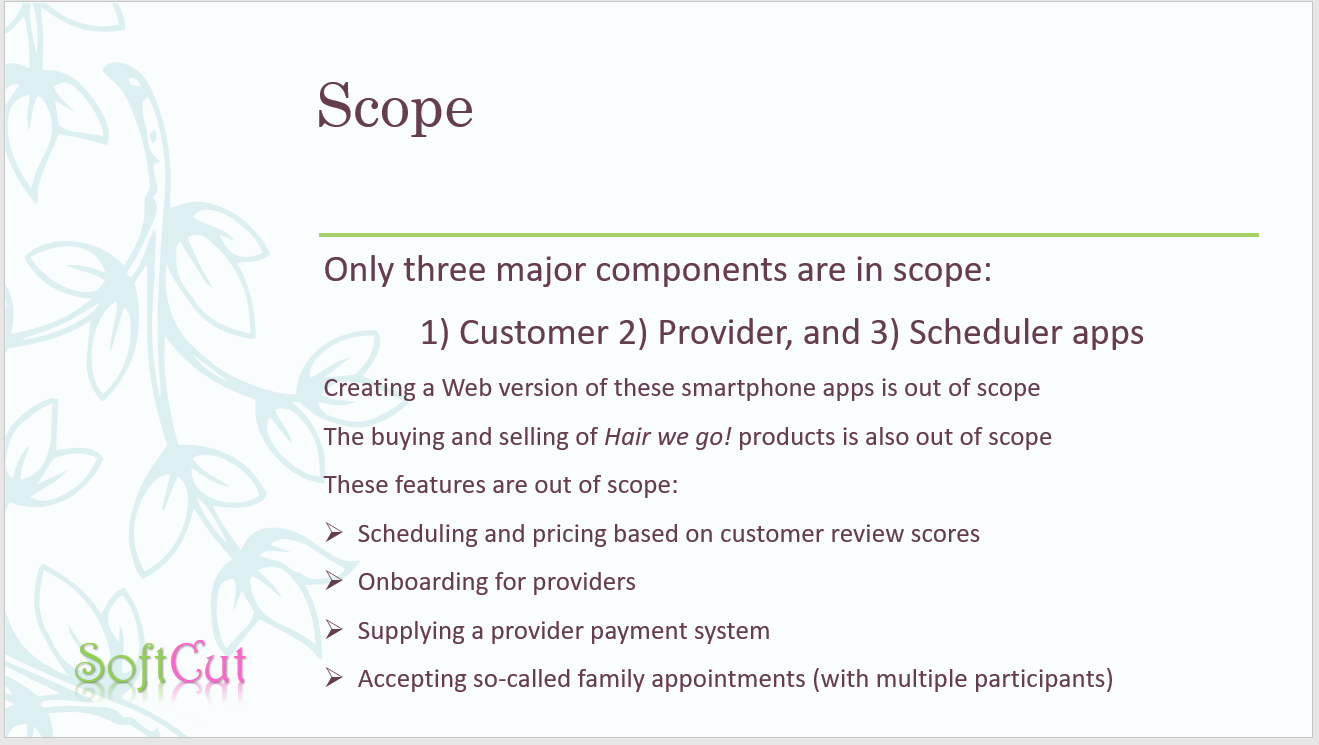 Scope
Only three major components are in scope:
1) Customer 2) Provider, and 3) Scheduler apps
Creating a Web version of these smartphone apps is out of scope
The buying and selling of Hair we go! products is also out of scope
These features are out of scope:
➢ Scheduling and pricing based on customer review scores
➢ Onboarding for providers
➢ Supplying a provider payment system
➢ Accepting so-called family appointments (with multiple participants)
SoftCut